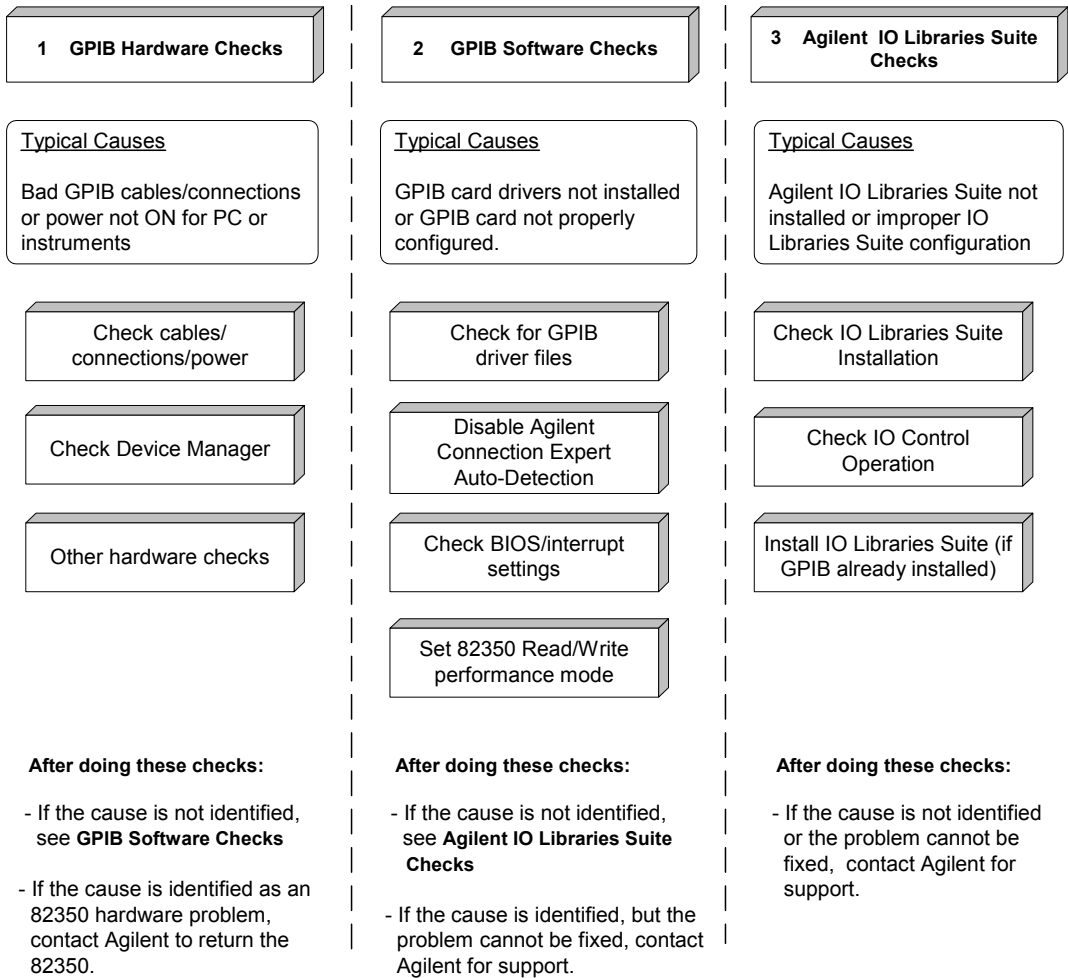 1 GPIB Hardware Checks
Typical Causes
Bad GPIB cables/connections
or power not ON for PC or
instruments
Check cables/
connections/power
Check Device Manager
Other hardware checks
After doing these checks:
- If the cause is not identified,
see GPIB Software Checks
- If the cause is identified as an
82350 hardware problem,
contact Agilent to return the
82350.
2 GPIB Software Checks
Typical Causes
GPIB card drivers not installed
or GPIB card not properly
configured.
Check for GPIB
driver files
Disable Agilent
Connection Expert
Auto-Detection
Check BIOS/interrupt
settings
Set 82350 Read/Write
performance mode
After doing these checks:
- If the cause is not identified,
see Agilent IO Libraries Suite
Checks
- If the cause is identified, but the
problem cannot be fixed, contact
Agilent for support.
3 Agilent IO Libraries Suite
Checks
Typical Causes
Agilent IO Libraries Suite not
installed or improper IO
Libraries Suite configuration
Check IO Libraries Suite
Installation
Check IO Control
Operation
Install IO Libraries Suite (if
GPIB already installed)
After doing these checks:
- If the cause is not identified
or the problem cannot be
fixed, contact Agilent for
support.